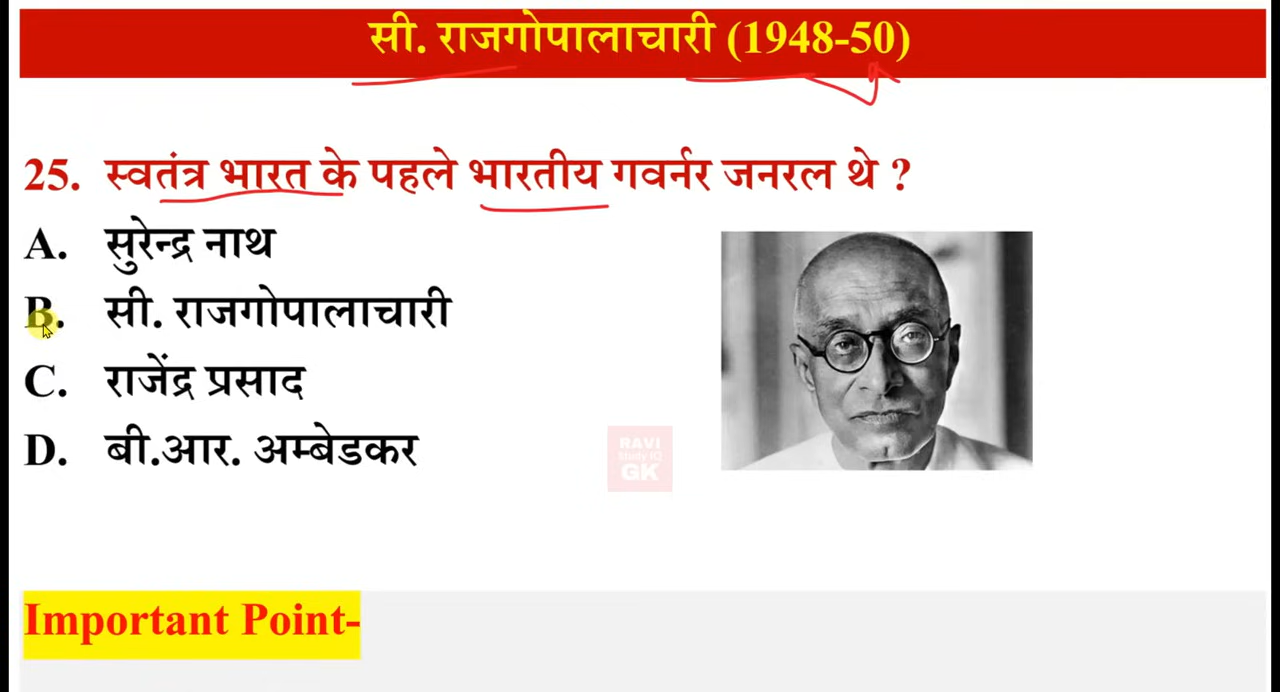 सी. राजगोपालाचारी (1948-50)
25. स्वतंत्र भारत के पहले भारतीय गवर्नर जनरल थे ?
A. सुरेन्द्र नाथ
B. सी. राजगोपालाचारी
C. राजेंद्र प्रसाद
D. बी.आर. अम्बेडकर
RAVI
Study IQ
GK
Important Point-